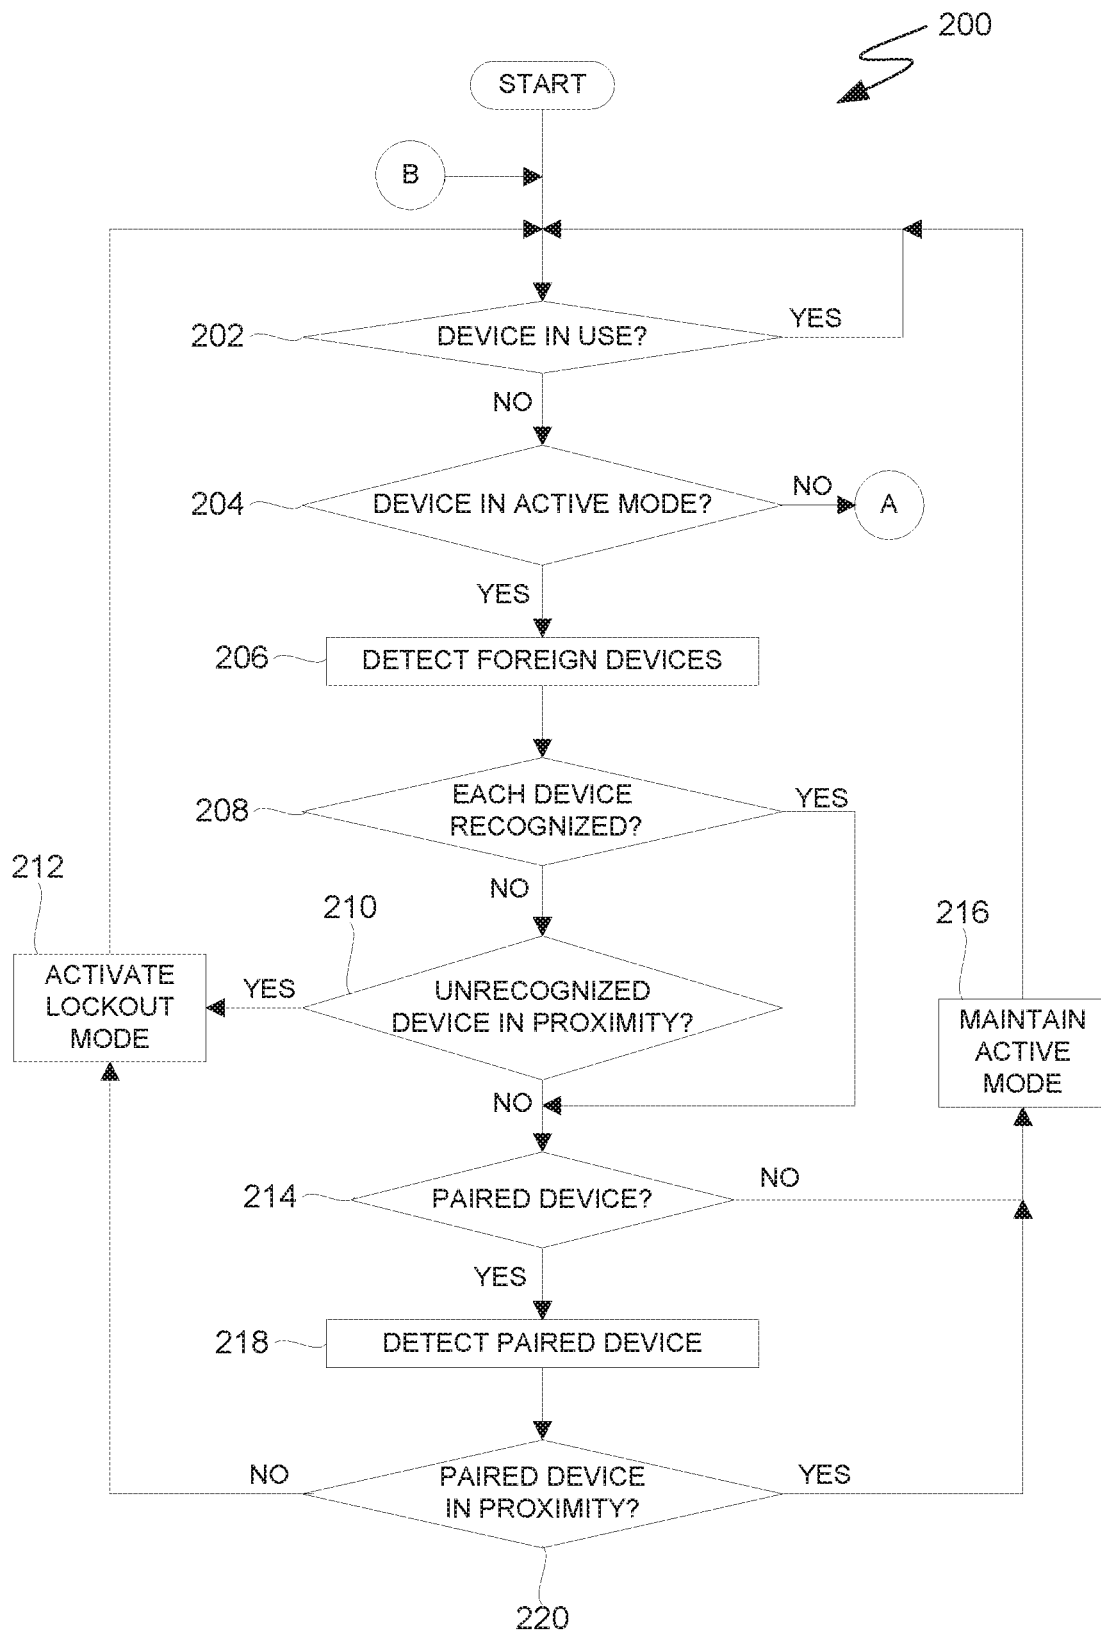 200
START
B
202
DEVICE IN USE?
YES
NO
204
DEVICE IN ACTIVE MODE?
NO
A
YES
206
DETECT FOREIGN DEVICES
208
EACH DEVICE
RECOGNIZED?
YES
NO
212
ACTIVATE
LOCKOUT
MODE
YES
210
UNRECOGNIZED
DEVICE IN PROXIMITY?
216
MAINTAIN
ACTIVE
MODE
NO
214
PAIRED DEVICE?
NO
YES
218
DETECT PAIRED DEVICE
NO
PAIRED DEVICE
IN PROXIMITY?
YES
220